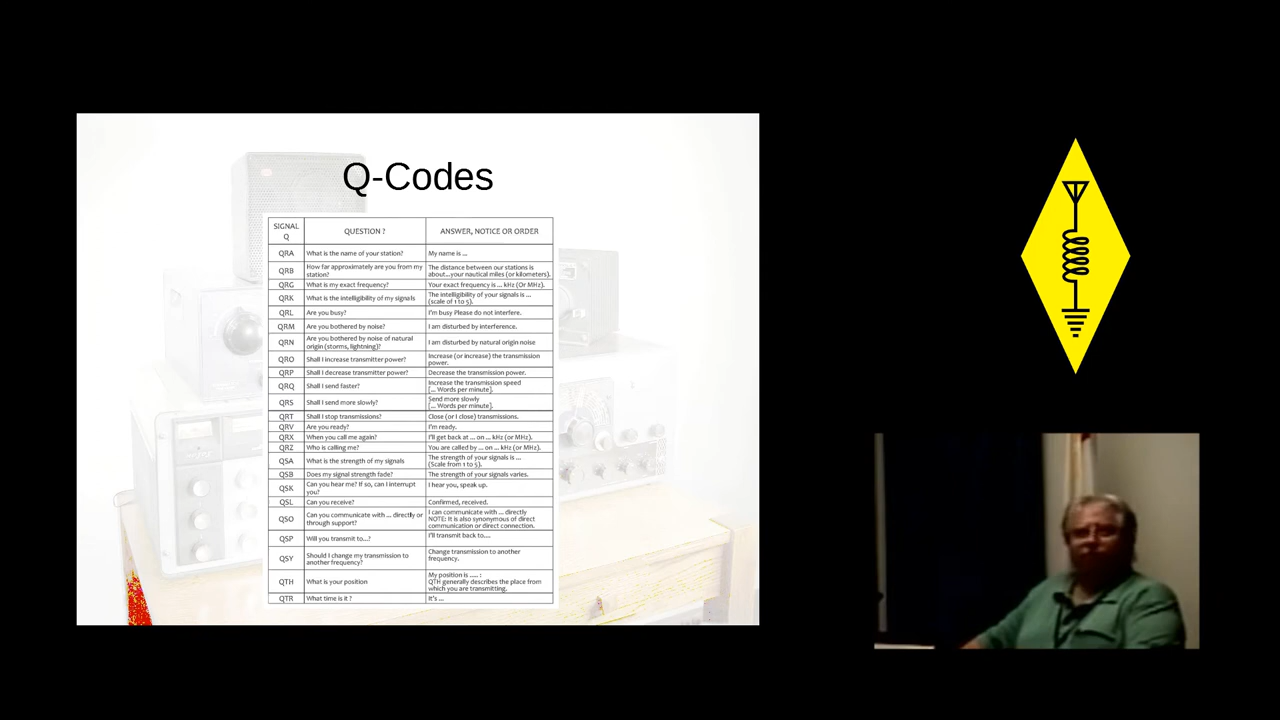 Q-Codes
SIGNAL QUESTION ? ANSWER, NOTICE OR ORDER
Q
QRA What is the name of your station? My name is ...
QRB How far approximately are you from my The distance between our stations is
station? about...your nautical miles (or kilometers).
QRG What is my exact frequency? Your exact frequency is ... kHz (Or MHz).
QRK What is the intelligibility of my signals The intelligibility of your signals is ...
(scale of 1 to 5).
QRL Are you busy? I'm busy Please do not interfere.
QRM Are you bothered by noise? I am disturbed by interference.
QRN Are you bothered by noise of natural I am disturbed by natural origin noise
origin (storms, lightning)?
QRO Shall I increase transmitter power? Increase (or increase) the transmission
power.
QRP Shall I decrease transmitter power? Decrease the transmission power.
QRQ Shall I send faster? Increase the transmission speed
[... Words per minute].
QRS Shall I send more slowly? Send more slowly
[... Words per minute].
QRT Shall I stop transmissions? Close (or I close) transmissions.
QRV Are you ready? I'm ready.
QRX When you call me again? I'll get back at ... on ... kHz (or MHz).
QRZ Who is calling me? You are called by ... on ... kHz (or MHz).
QSA What is the strength of my signals The strength of your signals is ...
(Scale from 1 to 5).
QSB Does my signal strength fade? The strength of your signals varies.
QSK Can you hear me? If so, can I interrupt I hear you, speak up.
you?
QSL Can you receive? Confirmed, received.
QSO Can you communicate with ... directly or I can communicate with ... directly
through support? NOTE: It is also synonymous of direct
communication or direct connection.
QSP Will you transmit to...? I'll transmit back to....
QSY Should I change my transmission to Change transmission to another
another frequency? frequency.
QTH What is your position My position is ..... :
QTH generally describes the place from
which you are transmitting.
QTR What time is it ? It's ...